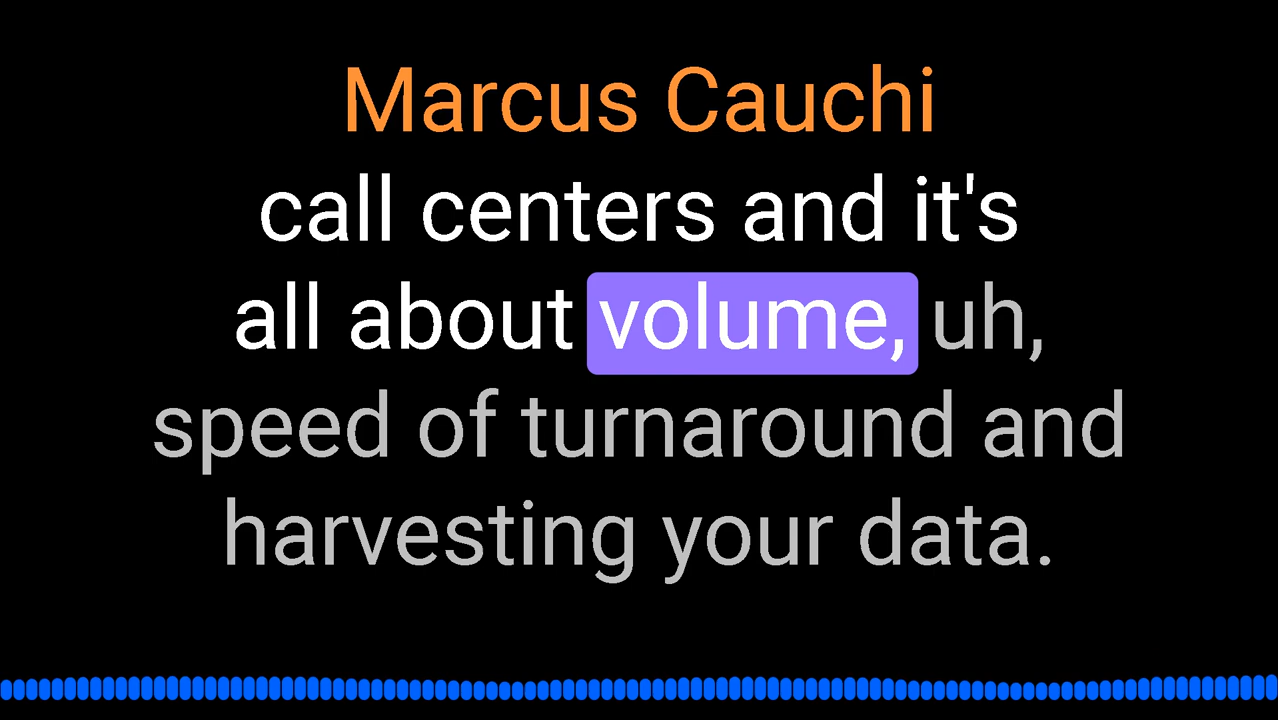 Marcus Cauchi
call centers and it's
all about volume, uh,
speed of turnaround and
harvesting your data.